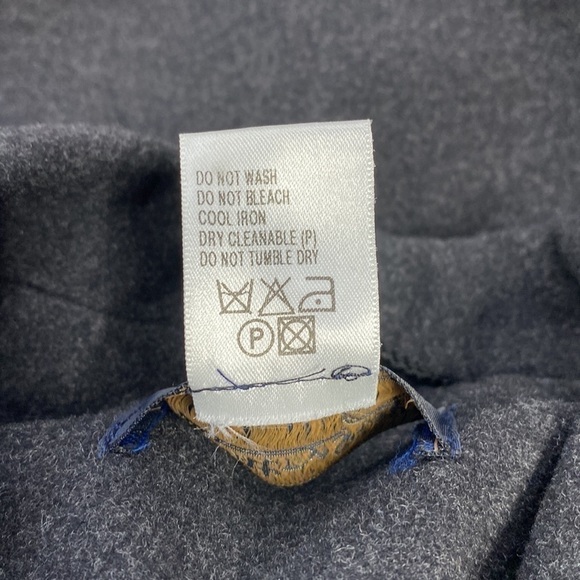 DO NOT WASH
DO NOT BLEACH
COOL IRON
DRY CLEANABLE (P)
DO NOT TUMBLE DRY
P